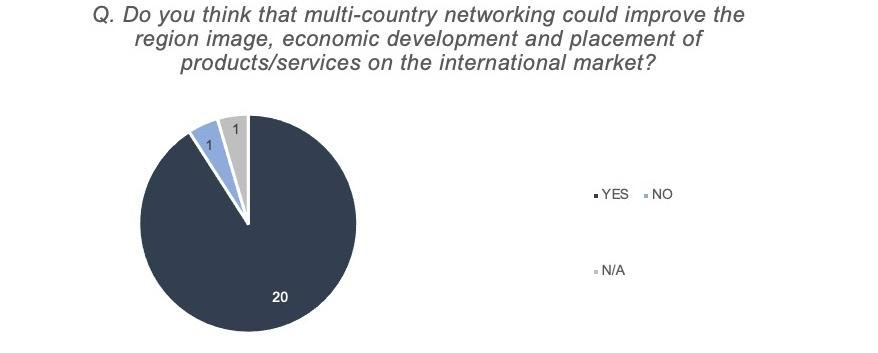 Q. Do you think that multi-country networking could improve the
region image, economic development and placement of
products/services on the international market?
1
1
20
YES NO
N/A